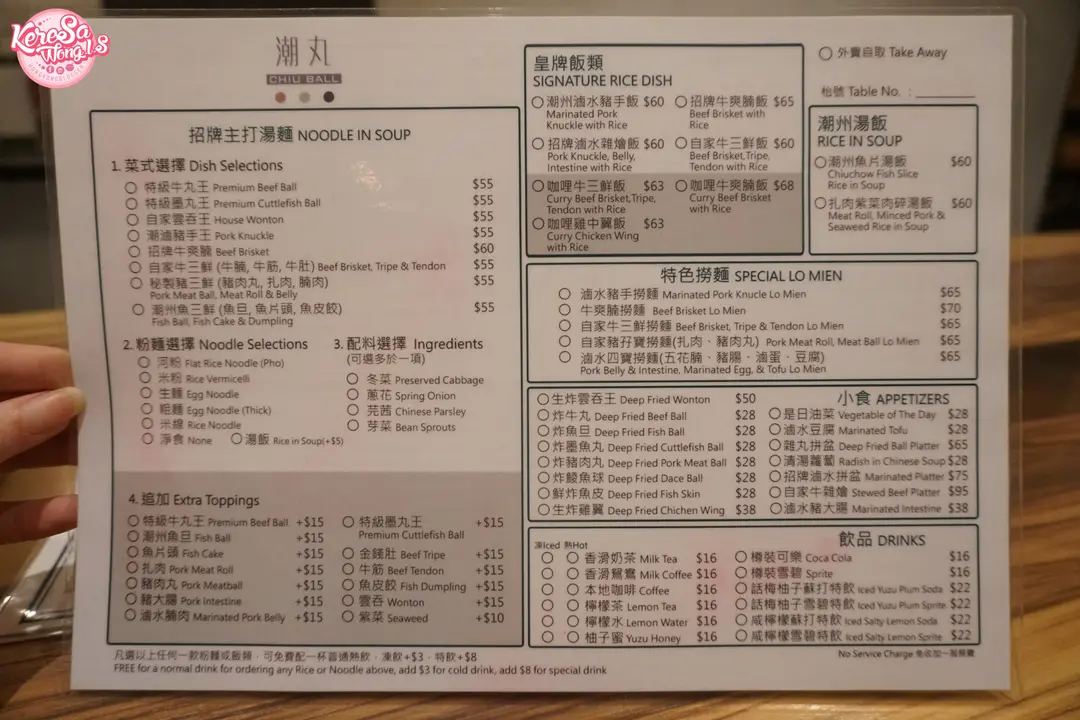 KereSa
Wong.l.S
潮丸
CHIU BALL
招牌主打湯麵 NOODLE IN SOUP
1. 菜式選擇 Dish Selections
特級牛丸王 Premium Beef Ball $55
特級墨丸王 Premium Cuttlefish Ball $55
自家雲吞王 House Wonton $55
潮滷豬手王 Pork Knuckle $55
招牌牛爽腩 Beef Brisket $60
自家牛三鮮 (牛腩, 牛筋, 牛肚) Beef Brisket, Tripe & Tendon $55
秘製豬三鮮 (豬肉丸, 扎肉, 腩肉) $55
Pork Meat Ball, Meat Roll & Belly
潮州魚三鮮 (魚旦, 魚片頭, 魚皮餃) $55
Fish Ball, Fish Cake & Dumpling
2. 粉麵選擇 Noodle Selections
河粉 Flat Rice Noodle (Pho)
米粉 Rice Vermicelli
生麵 Egg Noodle
粗麵 Egg Noodle (Thick)
米線 Rice Noodle
淨食 None 湯飯 Rice in Soup(+$5)
3. 配料選擇 Ingredients
(可選多於一項)
冬菜 Preserved Cabbage
蔥花 Spring Onion
芫茜 Chinese Parsley
芽菜 Bean Sprouts
4. 追加 Extra Toppings
特級牛丸王 Premium Beef Ball +$15
潮州魚旦 Fish Ball +$15
魚片頭 Fish Cake +$15
扎肉 Pork Meat Roll +$15
豬肉丸 Pork Meatball +$15
豬大腸 Pork Intestine +$15
滷水腩肉 Marinated Pork Belly +$15
特級墨丸王 +$15
Premium Cuttlefish Ball
金錢肚 Beef Tripe +$15
牛筋 Beef Tendon +$15
魚皮餃 Fish Dumpling +$15
雲吞 Wonton +$15
紫菜 Seaweed +$10
凡選以上任何一款粉麵或飯類，可免費配一杯普通熱飲，凍飲+$3，特飲+$8
FREE for a normal drink for ordering any Rice or Noodle above, add $3 for cold drink, add $8 for special drink
皇牌飯類
SIGNATURE RICE DISH
潮州滷水豬手飯 $60
Marinated Pork
Knuckle with Rice
招牌滷水雜燴飯 $60
Pork Knuckle, Belly,
Intestine with Rice
咖哩牛三鮮飯 $63
Curry Beef Brisket,Tripe,
Tendon with Rice
咖哩雞中翼飯 $63
Curry Chicken Wing
with Rice
招牌牛爽腩飯 $65
Beef Brisket with
Rice
自家牛三鮮飯 $60
Beef Brisket,Tripe,
Tendon with Rice
咖哩牛爽腩飯 $68
Curry Beef Brisket
with Rice
外賣自取 Take Away
枱號 Table No. :
潮州湯飯
RICE IN SOUP
潮州魚片湯飯 $60
Chiuchow Fish Slice
Rice in Soup
扎肉紫菜肉碎湯飯 $60
Meat Roll, Minced Pork &
Seaweed Rice in Soup
特色撈麵 SPECIAL LO MIEN
滷水豬手撈麵 Marinated Pork Knucle Lo Mien $65
牛爽腩撈麵 Beef Brisket Lo Mien $70
自家牛三鮮撈麵 Beef Brisket, Tripe & Tendon Lo Mien $65
自家豬孖寶撈麵(扎肉、豬肉丸) Pork Meat Roll, Meat Ball Lo Mien $65
滷水四寶撈麵(五花腩、豬腸、滷蛋、豆腐) $65
Pork Belly & Intestine, Marinated Egg, & Tofu Lo Mien
小食 APPETIZERS
生炸雲吞王 Deep Fried Wonton $50
炸牛丸 Deep Fried Beef Ball $28
炸魚旦 Deep Fried Fish Ball $28
炸墨魚丸 Deep Fried Cuttlefish Ball $28
炸豬肉丸 Deep Fried Pork Meat Ball $28
炸鯪魚球 Deep Fried Dace Ball $28
鮮炸魚皮 Deep Fried Fish Skin $28
生炸雞翼 Deep Fried Chichen Wing $38
是日油菜 Vegetable of The Day $28
滷水豆腐 Marinated Tofu $28
雜丸拼盆 Deep Fried Ball Platter $65
清湯蘿蔔 Radish in Chinese Soup $28
招牌滷水拼盆 Marinated Platter $75
自家牛雜燴 Stewed Beef Platter $95
滷水豬大腸 Marinated Intestine $38
飲品 DRINKS
凍Iced 熱Hot
香滑奶茶 Milk Tea $16
香滑鴛鴦 Milk Coffee $16
本地咖啡 Coffee $16
檸檬茶 Lemon Tea $16
檸檬水 Lemon Water $16
柚子蜜 Yuzu Honey $16
樽裝可樂 Coca Cola $16
樽裝雪碧 Sprite $16
話梅柚子蘇打特飲 Iced Yuzu Plum Soda $22
話梅柚子雪碧特飲 Iced Yuzu Plum Sprite $22
咸檸檬蘇打特飲 Iced Salty Lemon Soda $22
咸檸檬雪碧特飲 Iced Salty Lemon Sprite $22
No Service Charge 免收加一服務費